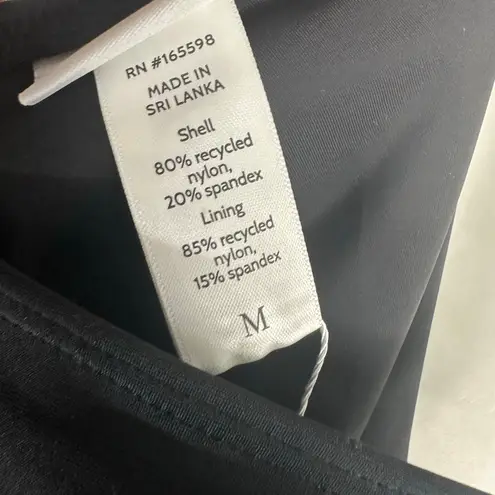 RN #165598
MADE IN
SRI LANKA
Shell
80% recycled
nylon,
20% spandex
Lining
85% recycled
nylon,
15% spandex
M